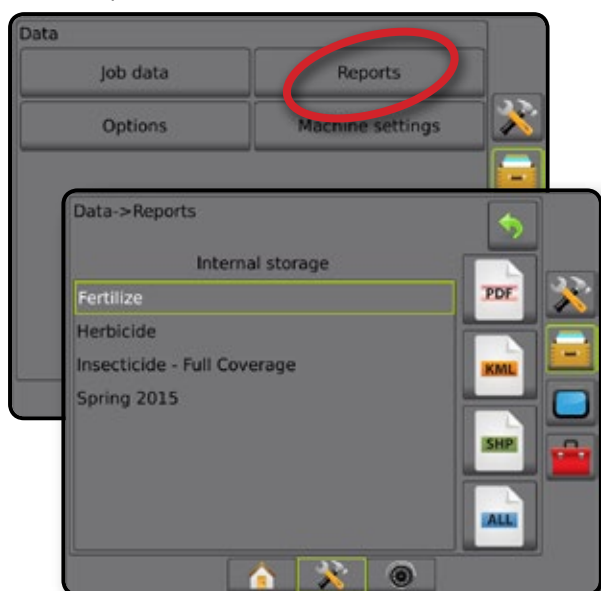 Data
Job data
Reports
Options
Machine settings
Data->Reports
Internal storage
Fertilize
Herbicide
Insecticide - Full Coverage
Spring 2015
PDF
KML
SHP
ALL